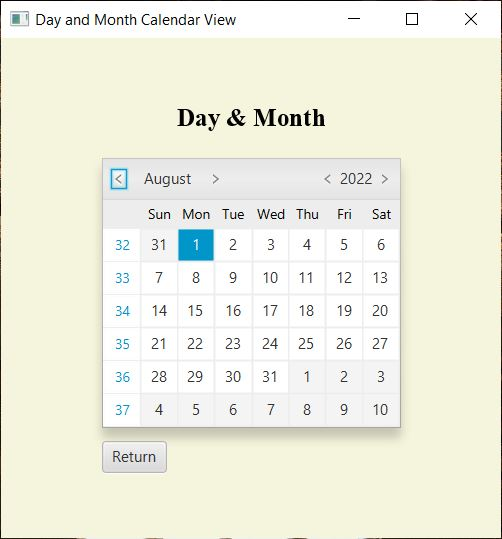 Day and Month Calendar View
Day & Month
< August > < 2022 >
Sun Mon Tue Wed Thu Fri Sat
32 31 1 2 3 4 5 6
33 7 8 9 10 11 12 13
34 14 15 16 17 18 19 20
35 21 22 23 24 25 26 27
36 28 29 30 31 1 2 3
37 4 5 6 7 8 9 10
Return